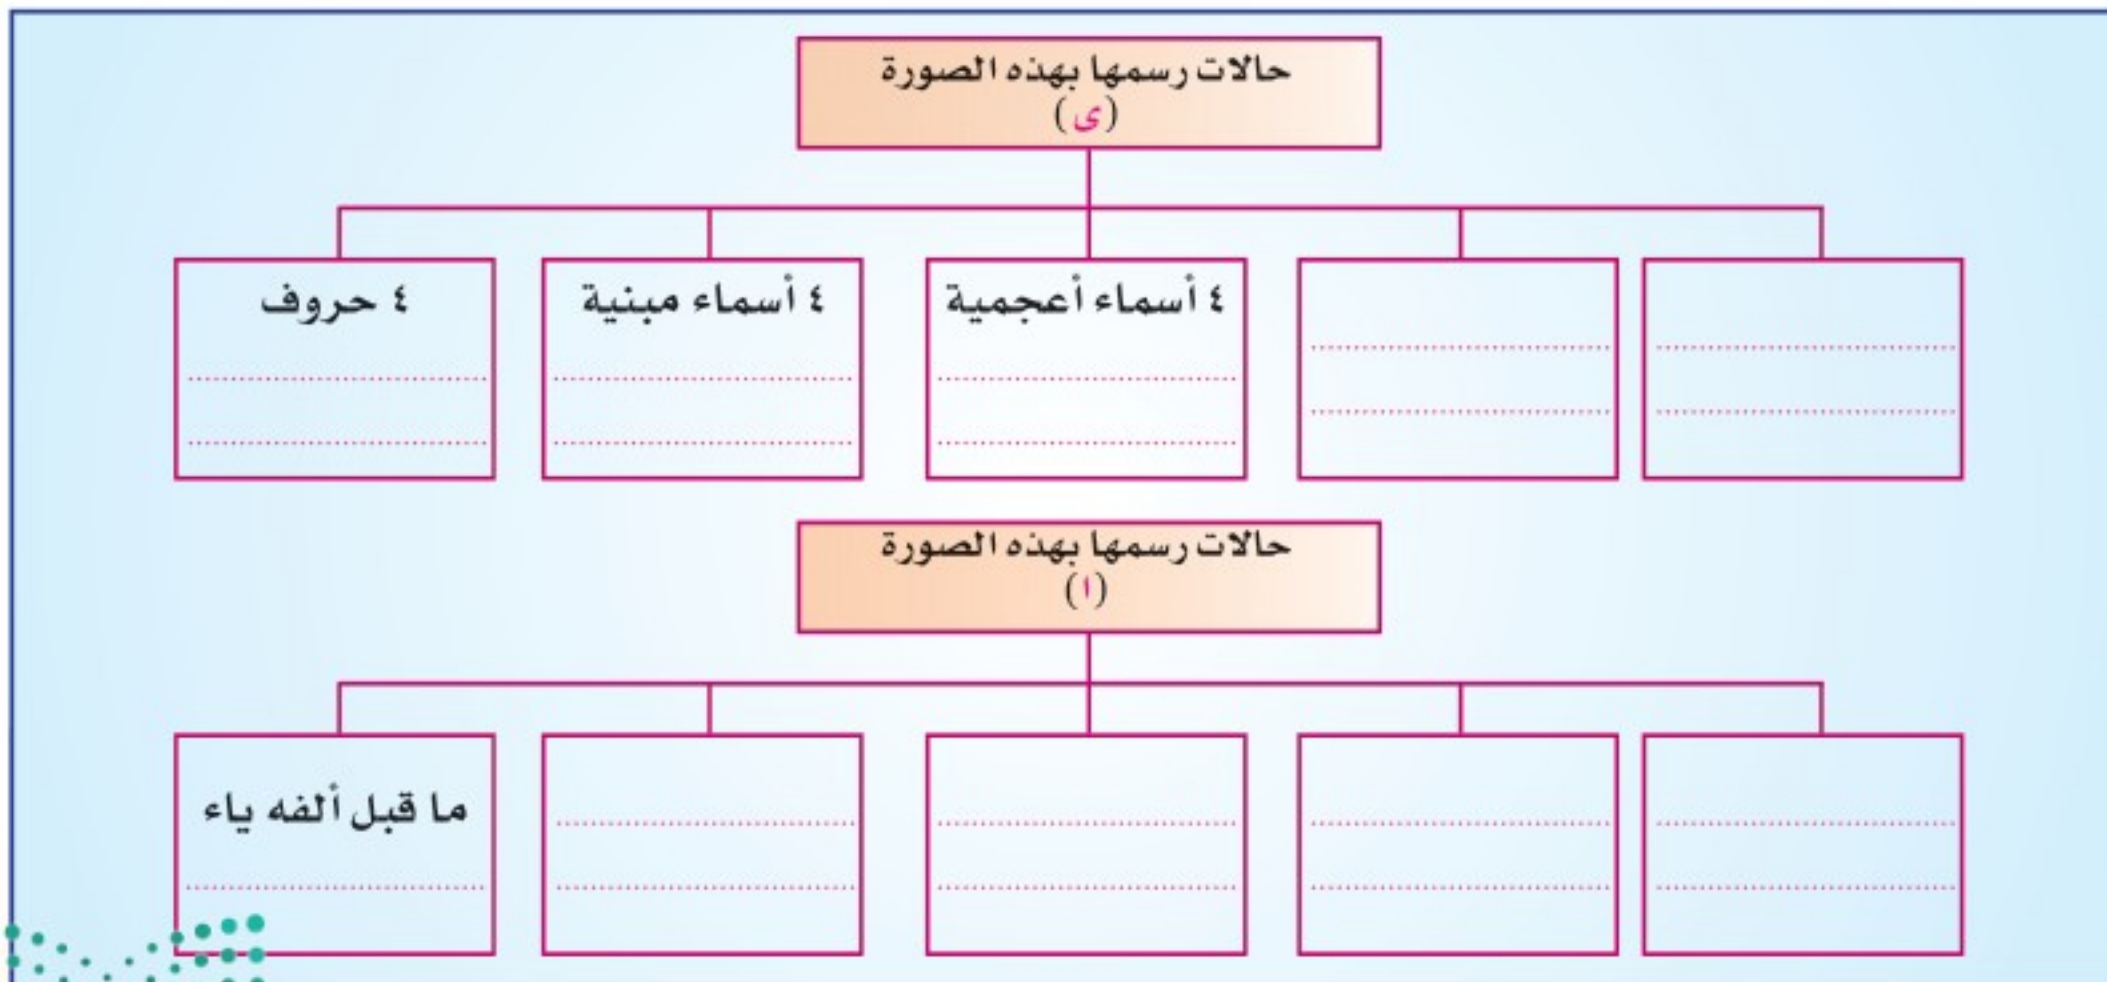 حالات رسمها بهذه الصورة
(ى)
٤ أسماء أعجمية
٤ أسماء مبنية
٤ حروف
حالات رسمها بهذه الصورة
(ا)
ما قبل ألفه ياء